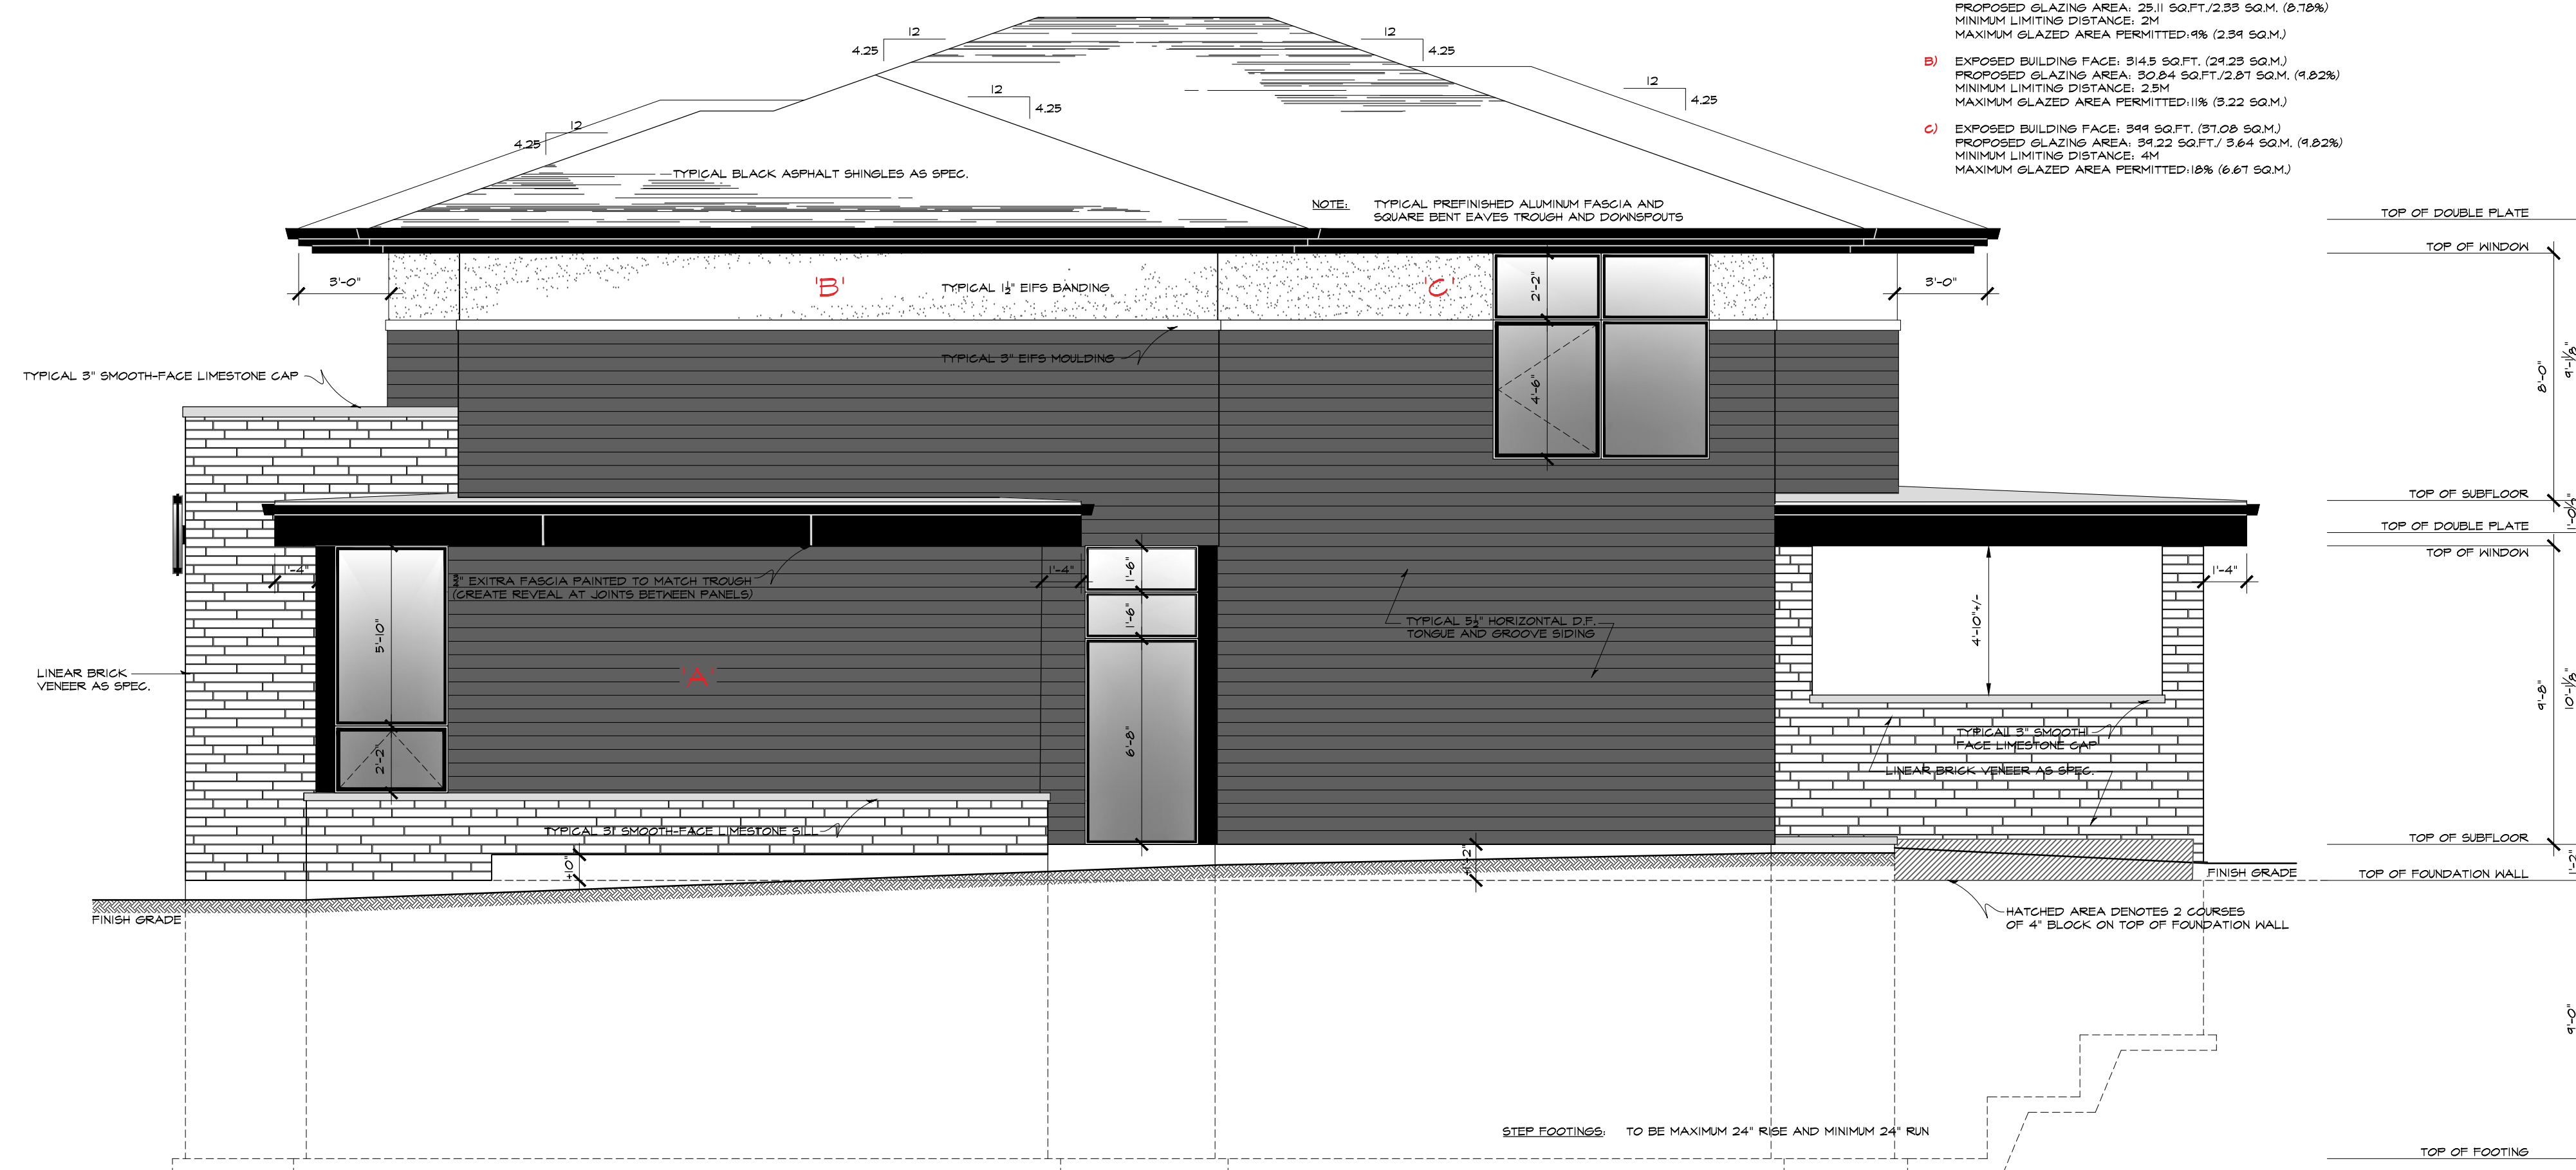 PROPOSED GLAZING AREA: 25.11 SQ.FT./2.33 SQ.M. (8.78%)
MINIMUM LIMITING DISTANCE: 2M
MAXIMUM GLAZED AREA PERMITTED:9% (2.39 SQ.M.)
B) EXPOSED BUILDING FACE: 314.5 SQ.FT. (29.23 SQ.M.)
PROPOSED GLAZING AREA: 30.84 SQ.FT./2.87 SQ.M. (9.82%)
MINIMUM LIMITING DISTANCE: 2.5M
MAXIMUM GLAZED AREA PERMITTED:11% (3.22 SQ.M.)
C) EXPOSED BUILDING FACE: 399 SQ.FT. (37.08 SQ.M.)
PROPOSED GLAZING AREA: 39.22 SQ.FT./ 3.64 SQ.M. (9.82%)
MINIMUM LIMITING DISTANCE: 4M
MAXIMUM GLAZED AREA PERMITTED:18% (6.67 SQ.M.)
12
4.25
12
4.25
12
4.25
12
4.25
12
4.25
TYPICAL BLACK ASPHALT SHINGLES AS SPEC.
NOTE: TYPICAL PREFINISHED ALUMINUM FASCIA AND
SQUARE BENT EAVES TROUGH AND DOWNSPOUTS
TOP OF DOUBLE PLATE
TOP OF WINDOW
3'-0"
'B'
TYPICAL 1½" EIFS BANDING
'C'
2'-2"
3'-0"
TYPICAL 3" EIFS MOULDING
TYPICAL 3" SMOOTH-FACE LIMESTONE CAP
4'-6"
8'-0"
9'-1⅛"
TOP OF SUBFLOOR
1'-0½"
TOP OF DOUBLE PLATE
TOP OF WINDOW
1'-4"
EXITRA FASCIA PAINTED TO MATCH TROUGH
(CREATE REVEAL AT JOINTS BETWEEN PANELS)
1'-4"
1'-6"
1'-6"
1'-4"
5'-10"
TYPICAL 5½" HORIZONTAL D.F.
TONGUE AND GROOVE SIDING
4'-10"+/-
LINEAR BRICK
VENEER AS SPEC.
'A'
9'-8"
10'-1⅛"
2'-2"
6'-8"
TYPICAL 3" SMOOTH
FACE LIMESTONE CAP
LINEAR BRICK VENEER AS SPEC.
TYPICAL 3" SMOOTH-FACE LIMESTONE SILL
±10"
TOP OF SUBFLOOR
1'-2"
FINISH GRADE
TOP OF FOUNDATION WALL
FINISH GRADE
HATCHED AREA DENOTES 2 COURSES
OF 4" BLOCK ON TOP OF FOUNDATION WALL
9'-0"
STEP FOOTINGS: TO BE MAXIMUM 24" RISE AND MINIMUM 24" RUN
TOP OF FOOTING